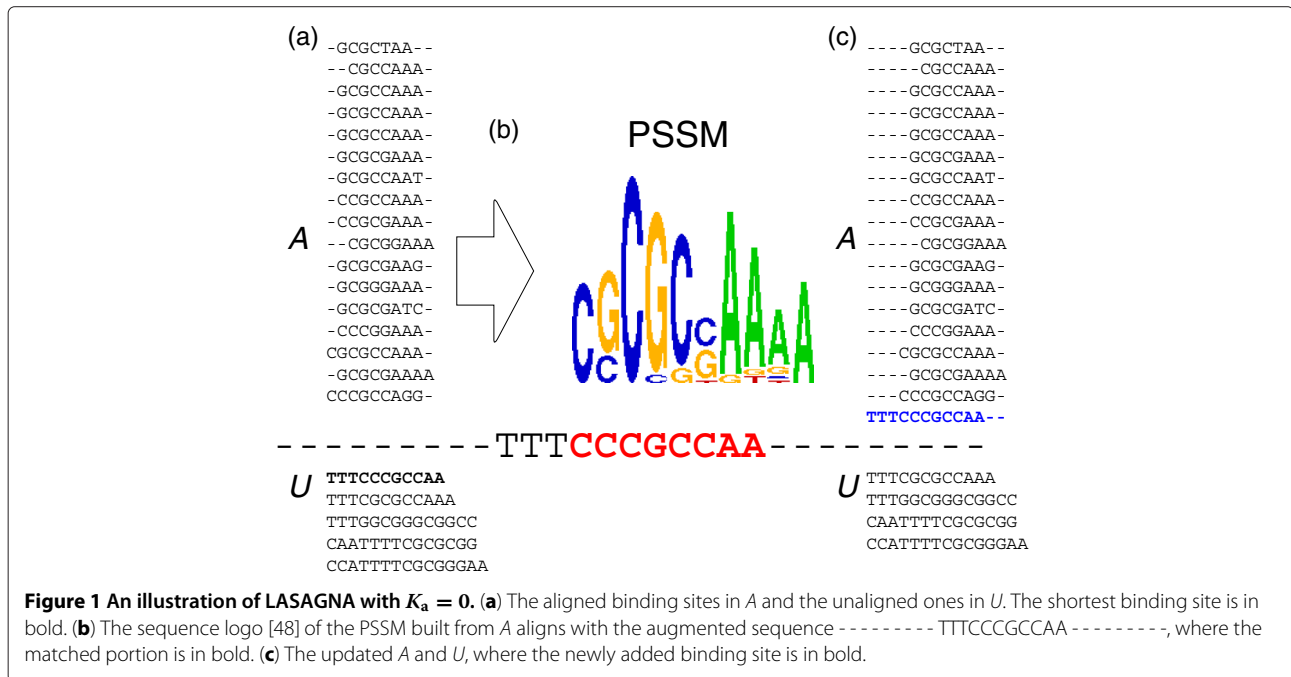 (a)
-GCGCTAA--
--CGCCAAA-
-GCGCCAAA-
-GCGCCAAA-
-GCGCCAAA-
-GCGCGAAA-
-GCGCCAAT-
-CCGCCAAA-
-CCGCGAAA-
--CGCGGAAA
-GCGCGAAG-
-GCGGGAAA-
-GCGCGATC-
-CCCGGAAA-
CGCGCCAAA-
-GCGCGAAAA
CCCGCCAGG-
A
(b)
PSSM
(c)
----GCGCTAA--
-----CGCCAAA-
----GCGCCAAA-
----GCGCCAAA-
----GCGCCAAA-
----GCGCGAAA-
----GCGCCAAT-
----CCGCCAAA-
----CCGCGAAA-
-----CGCGGAAA
----GCGCGAAG-
----GCGGGAAA-
----GCGCGATC-
----CCCGGAAA-
---CGCGCCAAA-
----GCGCGAAAA
---CCCGCCAGG-
TTTCCCGCCAA--
A
---------TTTCCCGCCAA---------
U
TTTCCCGCCAA
TTTCGCGCCAAA
TTTGGCGGGCGGCC
CAATTTTCGCGCGG
CCATTTTCGCGGGAA
U
TTTCGCGCCAAA
TTTGGCGGGCGGCC
CAATTTTCGCGCGG
CCATTTTCGCGGGAA
Figure 1 An illustration of LASAGNA with Ka = 0. (a) The aligned binding sites in A and the unaligned ones in U. The shortest binding site is in
bold. (b) The sequence logo [48] of the PSSM built from A aligns with the augmented sequence - - - - - - - - - TTTCCCGCCAA - - - - - - - - -, where the
matched portion is in bold. (c) The updated A and U, where the newly added binding site is in bold.